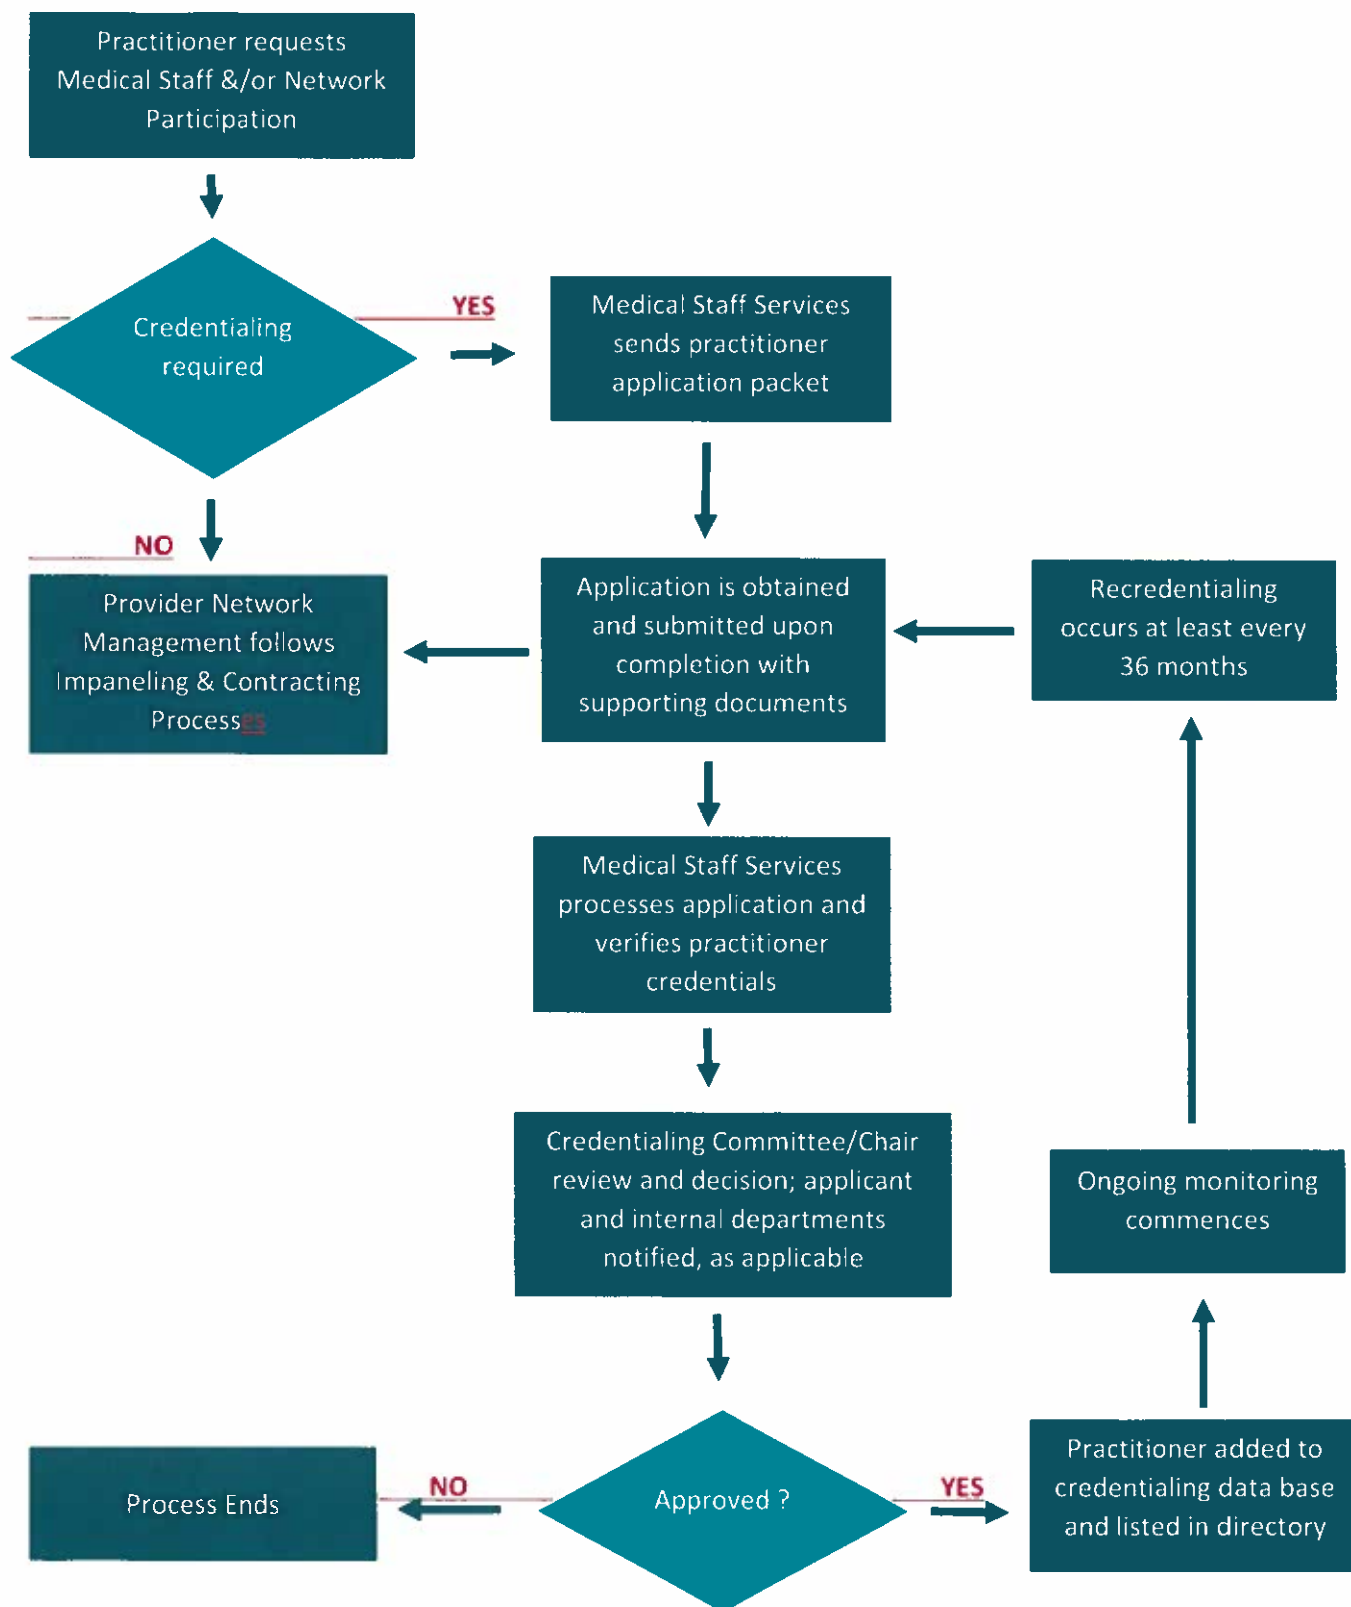 Practitioner requests
Medical Staff &/or Network
Participation
Credentialing
required
YES
Medical Staff Services
sends practitioner
application packet
NO
Provider Network
Management follows
Impaneling & Contracting
Processes
Application is obtained
and submitted upon
completion with
supporting documents
Recredentialing
occurs at least every
36 months
Medical Staff Services
processes application and
verifies practitioner
credentials
Credentialing Committee/Chair
review and decision; applicant
and internal departments
notified, as applicable
Ongoing monitoring
commences
Process Ends
NO
Approved ?
YES
Practitioner added to
credentialing data base
and listed in directory